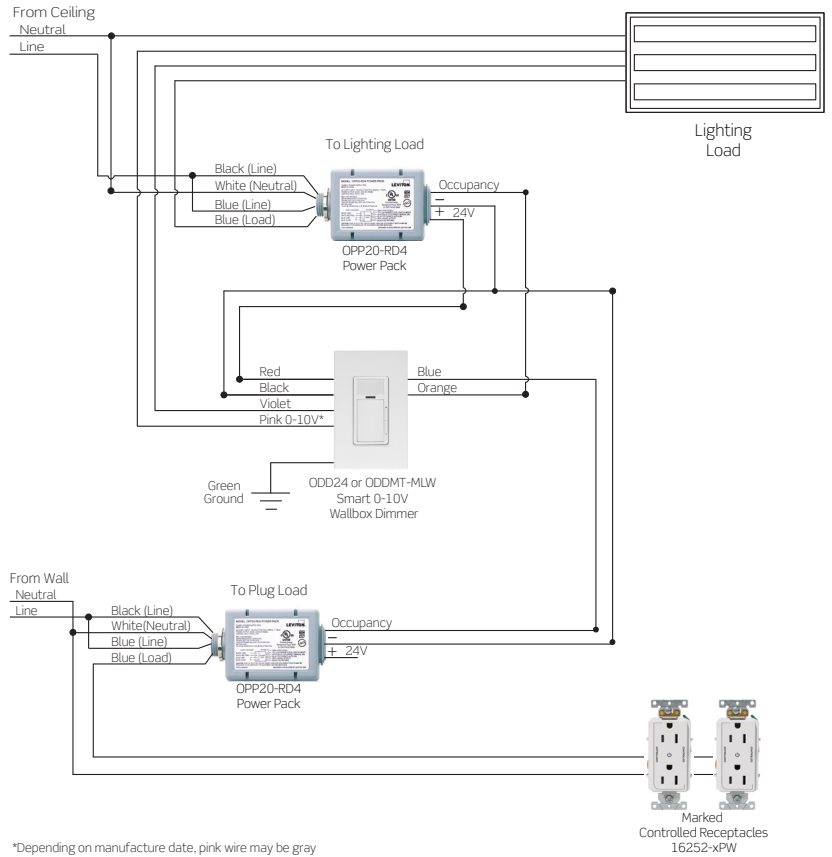 From Ceiling
Neutral
Line
Lighting
Load
To Lighting Load
Black (Line)
White (Neutral)
Blue (Line)
Blue (Load)
LEVITON
Occupancy
–
+ 24V
OPP20-RD4
Power Pack
Red
Black
Violet
Pink 0-10V*
Blue
Orange
Green
Ground
ODD24 or ODDMT-MLW
Smart 0-10V
Wallbox Dimmer
From Wall
Neutral
Line
To Plug Load
Black (Line)
White(Neutral)
Blue (Line)
Blue (Load)
LEVITON
Occupancy
–
+ 24V
OPP20-RD4
Power Pack
Marked
Controlled Receptacles
16252-xPW
*Depending on manufacture date, pink wire may be gray